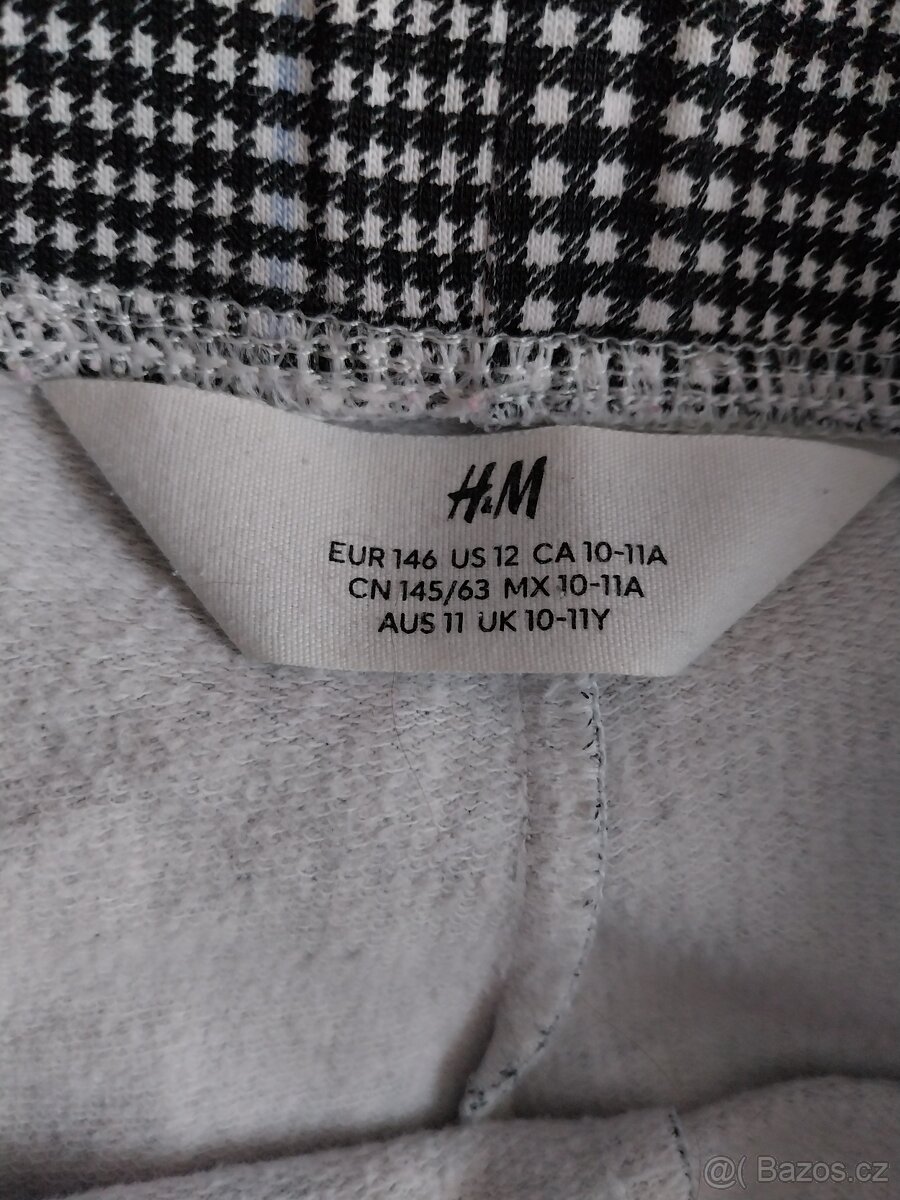 H&M
EUR 146 US 12 CA 10-11A
CN 145/63 MX 10-11A
AUS 11 UK 10-11Y
@( Bazos.cz